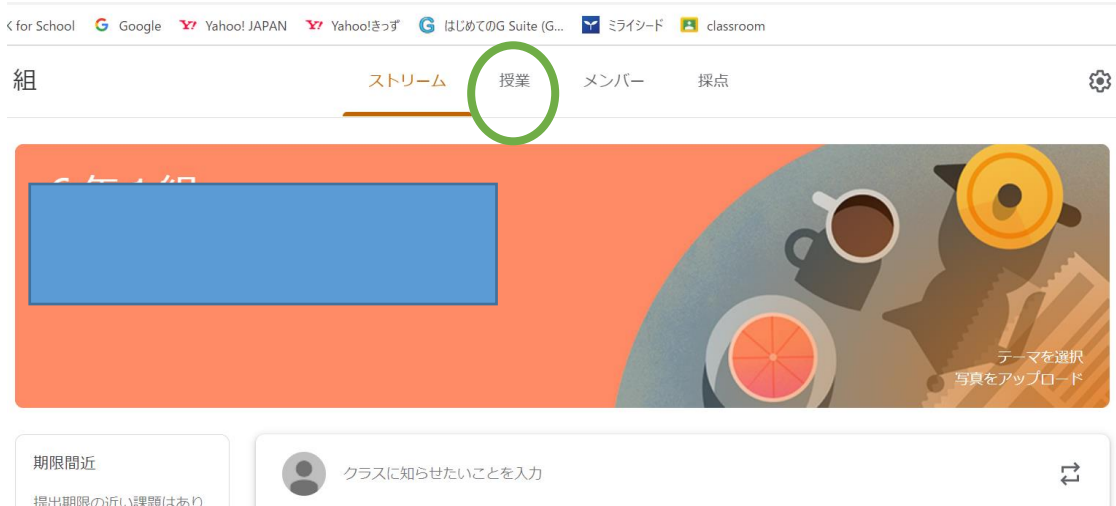 for School Google Yahoo! JAPAN Yahoo!きっず はじめてのG Suite (G... ミライシード classroom
組 ストリーム 授業 メンバー 採点
テーマを選択
写真をアップロード
期限間近
クラスに知らせたいことを入力
提出期限の近い課題はあり